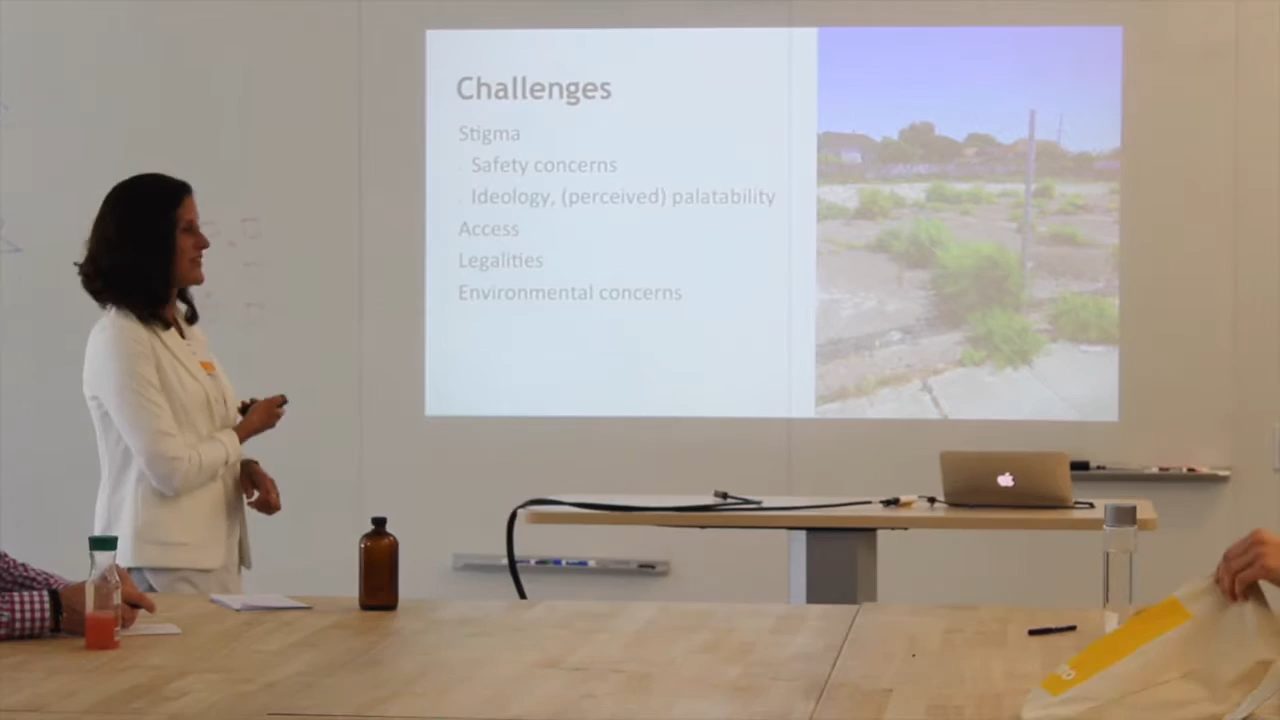 Challenges
Stigma
Safety concerns
Ideology, (perceived) palatability
Access
Legalities
Environmental concerns